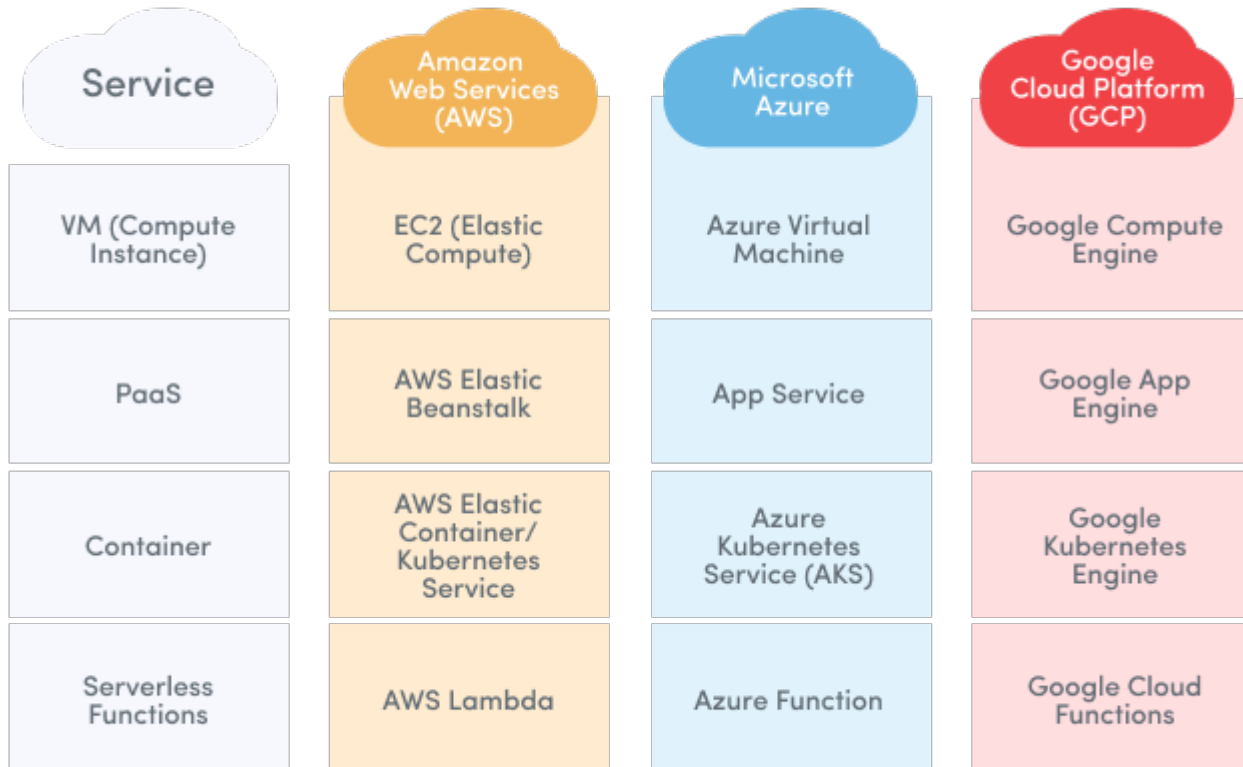 Service
Amazon
Web Services
(AWS)
Microsoft
Azure
Google
Cloud Platform
(GCP)
VM (Compute
Instance)
EC2 (Elastic
Compute)
Azure Virtual
Machine
Google Compute
Engine
PaaS
AWS Elastic
Beanstalk
App Service
Google App
Engine
Container
AWS Elastic
Container/
Kubernetes
Service
Azure
Kubernetes
Service (AKS)
Google
Kubernetes
Engine
Serverless
Functions
AWS Lambda
Azure Function
Google Cloud
Functions